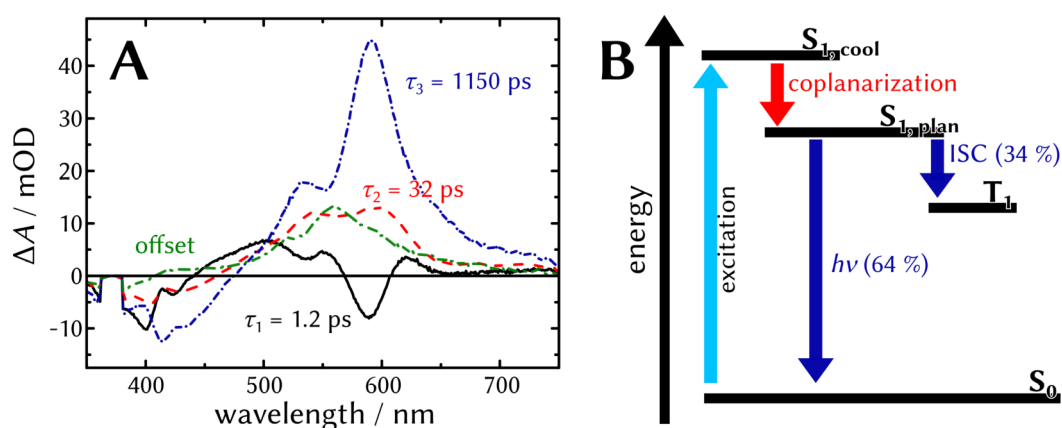 A
40
30
20
10
0
-10
ΔA / mOD
τ3 = 1150 ps
τ2 = 32 ps
offset
τ1 = 1.2 ps
400
500
600
700
wavelength / nm
B
energy
excitation
S1,cool
coplanarization
S1,plan
ISC (34 %)
T1
hν (64 %)
S0